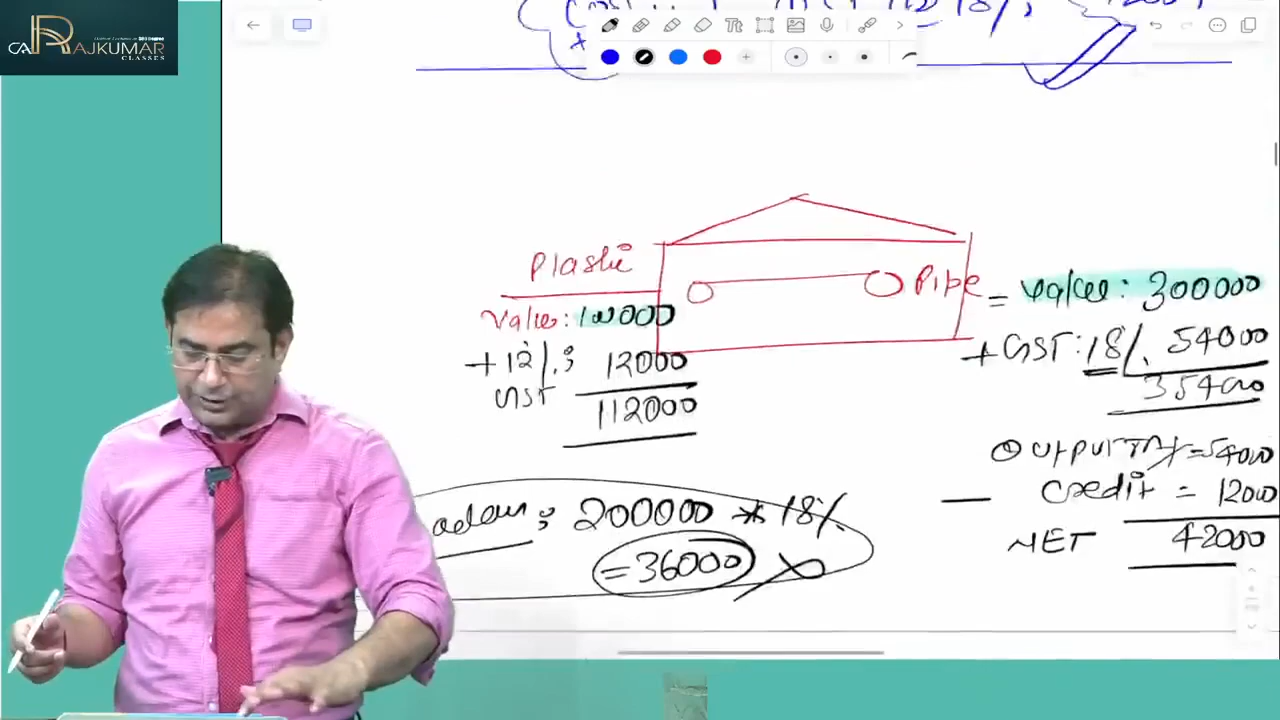 CA RAJKUMAR
CLASSES
18%
Plastic
Value: 100000
+ 12% ; 12000
GST
112000
Pipe
= Value: 300000
+ GST: 18% 54000
354000
OUTPUT TAX = 54000
— Credit = 12000
NET 42000
200000 * 18%
= 36000